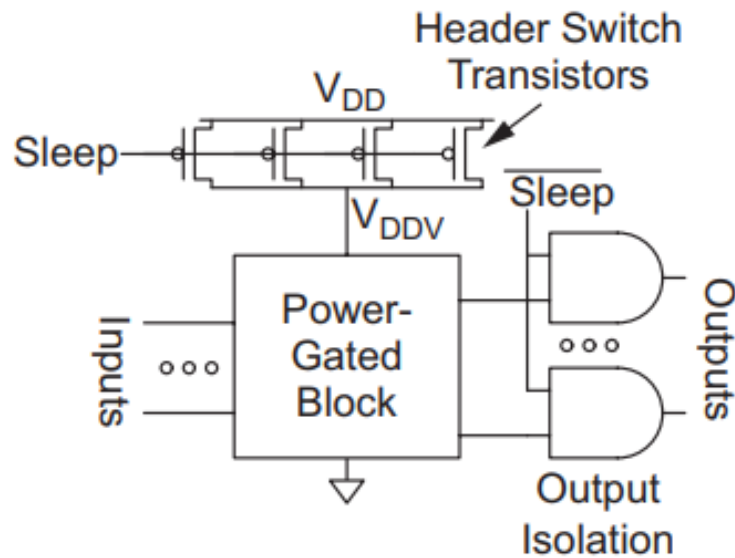 Header Switch
Transistors
VDD
Sleep
Sleep
VDDV
Power-
Gated
Block
Inputs
Outputs
Output
Isolation